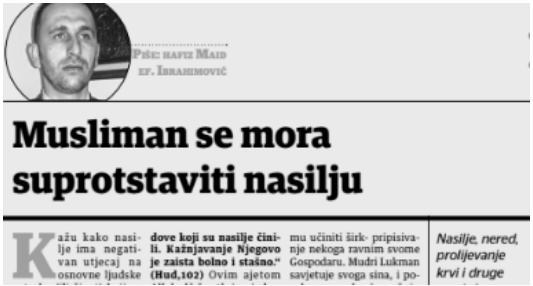 Piše: hafiz Maid
ef. Ibrahimović
Musliman se mora
suprotstaviti nasilju
Kažu kako nasi-
lje ima negati-
van utjecaj na
osnovne ljudske
dove koji su nasilje čini-
li. Kažnjavanje Njegovo
je zaista bolno i stašno."
(Hud,102) Ovim ajetom
mu učiniti širk- pripisiva-
nje nekoga ravnim svome
Gospodaru. Mudri Lukman
savjetuje svoga sina, i po-
Nasilje, nered,
prolijevanje
krvi i druge